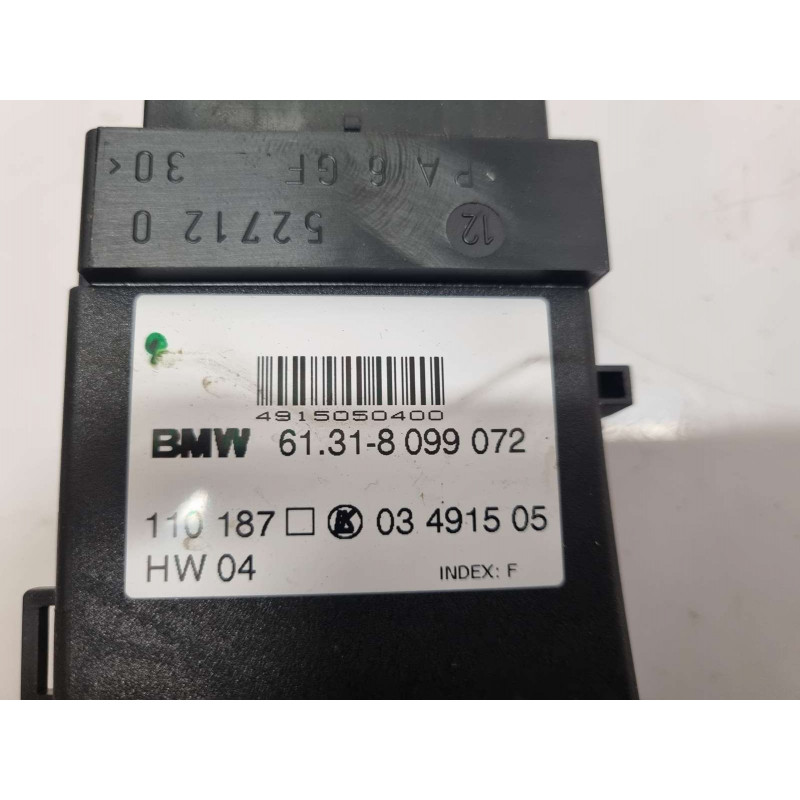 >PA 6 GF 30<
12
52712 0
4915050400
BMW 61.31-8 099 072
110 187 □ K 03 4915 05
HW 04
INDEX: F